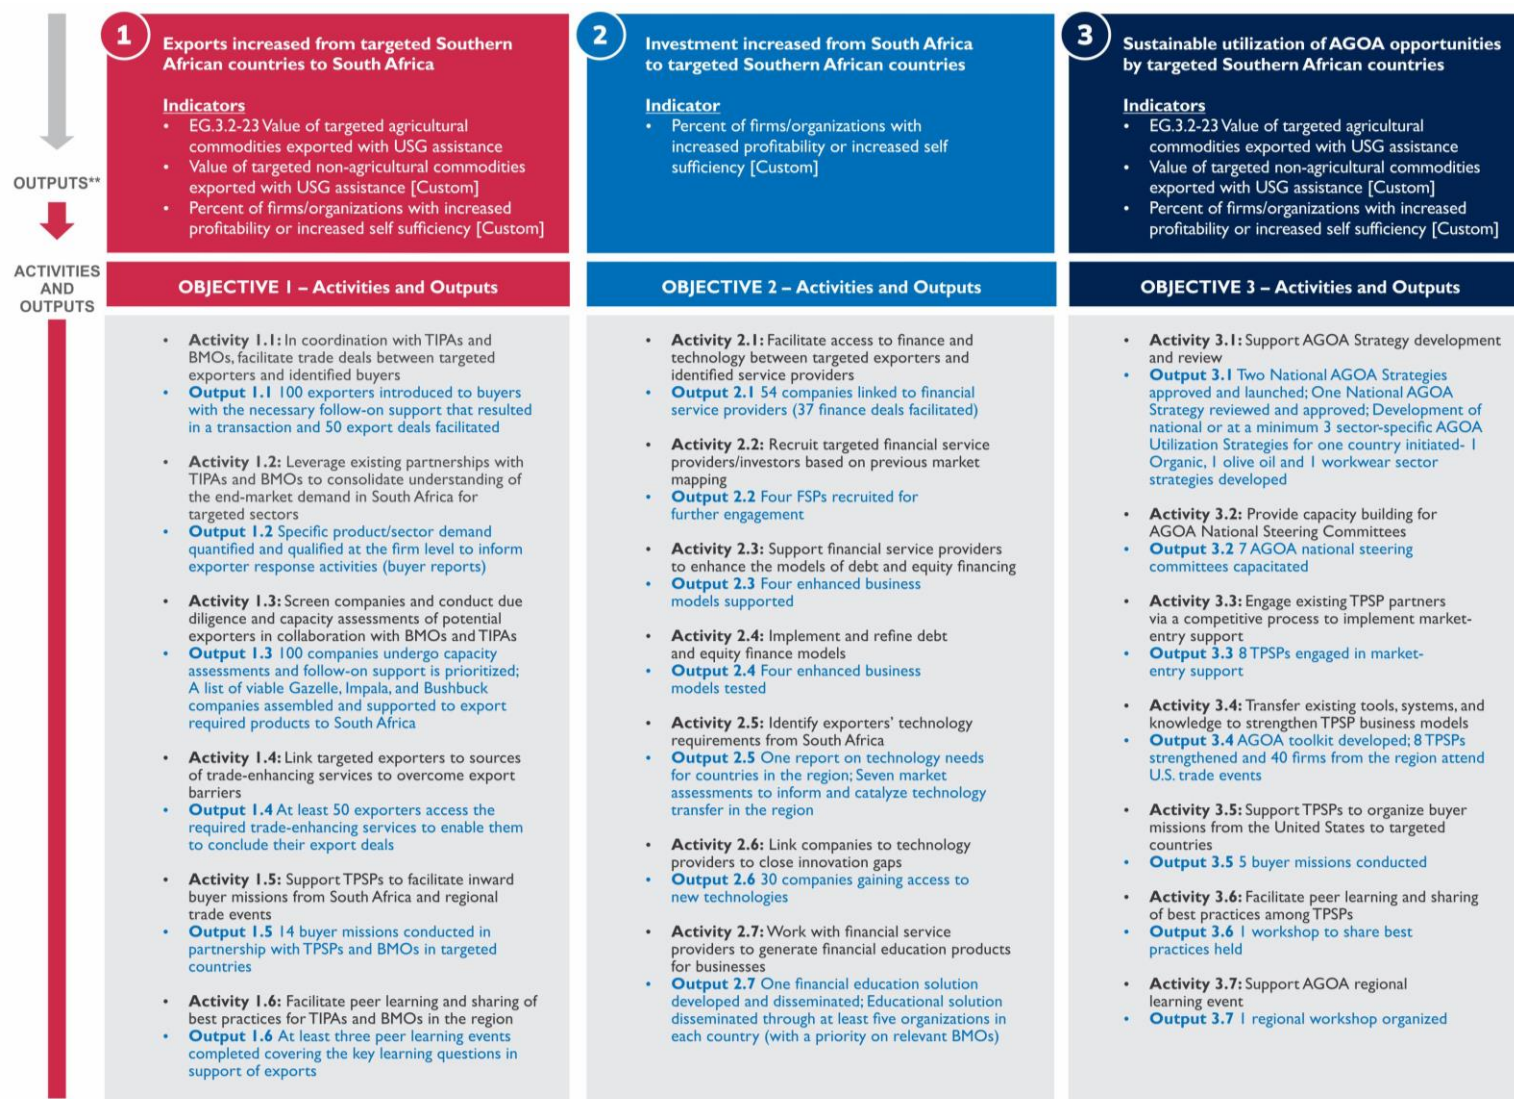 OUTPUTS**
ACTIVITIES
AND
OUTPUTS
1
Exports increased from targeted Southern
African countries to South Africa
Indicators
• EG.3.2-23 Value of targeted agricultural
commodities exported with USG assistance
• Value of targeted non-agricultural commodities
exported with USG assistance [Custom]
• Percent of firms/organizations with increased
profitability or increased self sufficiency [Custom]
OBJECTIVE 1 – Activities and Outputs
• Activity 1.1: In coordination with TIPAs and
BMOs, facilitate trade deals between targeted
exporters and identified buyers
• Output 1.1 100 exporters introduced to buyers
with the necessary follow-on support that resulted
in a transaction and 50 export deals facilitated
• Activity 1.2: Leverage existing partnerships with
TIPAs and BMOs to consolidate understanding of
the end-market demand in South Africa for
targeted sectors
• Output 1.2 Specific product/sector demand
quantified and qualified at the firm level to inform
exporter response activities (buyer reports)
• Activity 1.3: Screen companies and conduct due
diligence and capacity assessments of potential
exporters in collaboration with BMOs and TIPAs
• Output 1.3 100 companies undergo capacity
assessments and follow-on support is prioritized;
A list of viable Gazelle, Impala, and Bushbuck
companies assembled and supported to export
required products to South Africa
• Activity 1.4: Link targeted exporters to sources
of trade-enhancing services to overcome export
barriers
• Output 1.4 At least 50 exporters access the
required trade-enhancing services to enable them
to conclude their export deals
• Activity 1.5: Support TPSPs to facilitate inward
buyer missions from South Africa and regional
trade events
• Output 1.5 14 buyer missions conducted in
partnership with TPSPs and BMOs in targeted
countries
• Activity 1.6: Facilitate peer learning and sharing of
best practices for TIPAs and BMOs in the region
• Output 1.6 At least three peer learning events
completed covering the key learning questions in
support of exports
2
Investment increased from South Africa
to targeted Southern African countries
Indicator
• Percent of firms/organizations with
increased profitability or increased self
sufficiency [Custom]
OBJECTIVE 2 – Activities and Outputs
• Activity 2.1: Facilitate access to finance and
technology between targeted exporters and
identified service providers
• Output 2.1 54 companies linked to financial
service providers (37 finance deals facilitated)
• Activity 2.2: Recruit targeted financial service
providers/investors based on previous market
mapping
• Output 2.2 Four FSPs recruited for
further engagement
• Activity 2.3: Support financial service providers
to enhance the models of debt and equity financing
• Output 2.3 Four enhanced business
models supported
• Activity 2.4: Implement and refine debt
and equity finance models
• Output 2.4 Four enhanced business
models tested
• Activity 2.5: Identify exporters' technology
requirements from South Africa
• Output 2.5 One report on technology needs
for countries in the region; Seven market
assessments to inform and catalyze technology
transfer in the region
• Activity 2.6: Link companies to technology
providers to close innovation gaps
• Output 2.6 30 companies gaining access to
new technologies
• Activity 2.7: Work with financial service
providers to generate financial education products
for businesses
• Output 2.7 One financial education solution
developed and disseminated; Educational solution
disseminated through at least five organizations in
each country (with a priority on relevant BMOs)
3
Sustainable utilization of AGOA opportunities
by targeted Southern African countries
Indicators
• EG.3.2-23 Value of targeted agricultural
commodities exported with USG assistance
• Value of targeted non-agricultural commodities
exported with USG assistance [Custom]
• Percent of firms/organizations with increased
profitability or increased self sufficiency [Custom]
OBJECTIVE 3 – Activities and Outputs
• Activity 3.1: Support AGOA Strategy development
and review
• Output 3.1 Two National AGOA Strategies
approved and launched; One National AGOA
Strategy reviewed and approved; Development of
national or at a minimum 3 sector-specific AGOA
Utilization Strategies for one country initiated- 1
Organic, 1 olive oil and 1 workwear sector
strategies developed
• Activity 3.2: Provide capacity building for
AGOA National Steering Committees
• Output 3.2 7 AGOA national steering
committees capacitated
• Activity 3.3: Engage existing TPSP partners
via a competitive process to implement market-
entry support
• Output 3.3 8 TPSPs engaged in market-
entry support
• Activity 3.4: Transfer existing tools, systems, and
knowledge to strengthen TPSP business models
• Output 3.4 AGOA toolkit developed; 8 TPSPs
strengthened and 40 firms from the region attend
U.S. trade events
• Activity 3.5: Support TPSPs to organize buyer
missions from the United States to targeted
countries
• Output 3.5 5 buyer missions conducted
• Activity 3.6: Facilitate peer learning and sharing
of best practices among TPSPs
• Output 3.6 1 workshop to share best
practices held
• Activity 3.7: Support AGOA regional
learning event
• Output 3.7 1 regional workshop organized